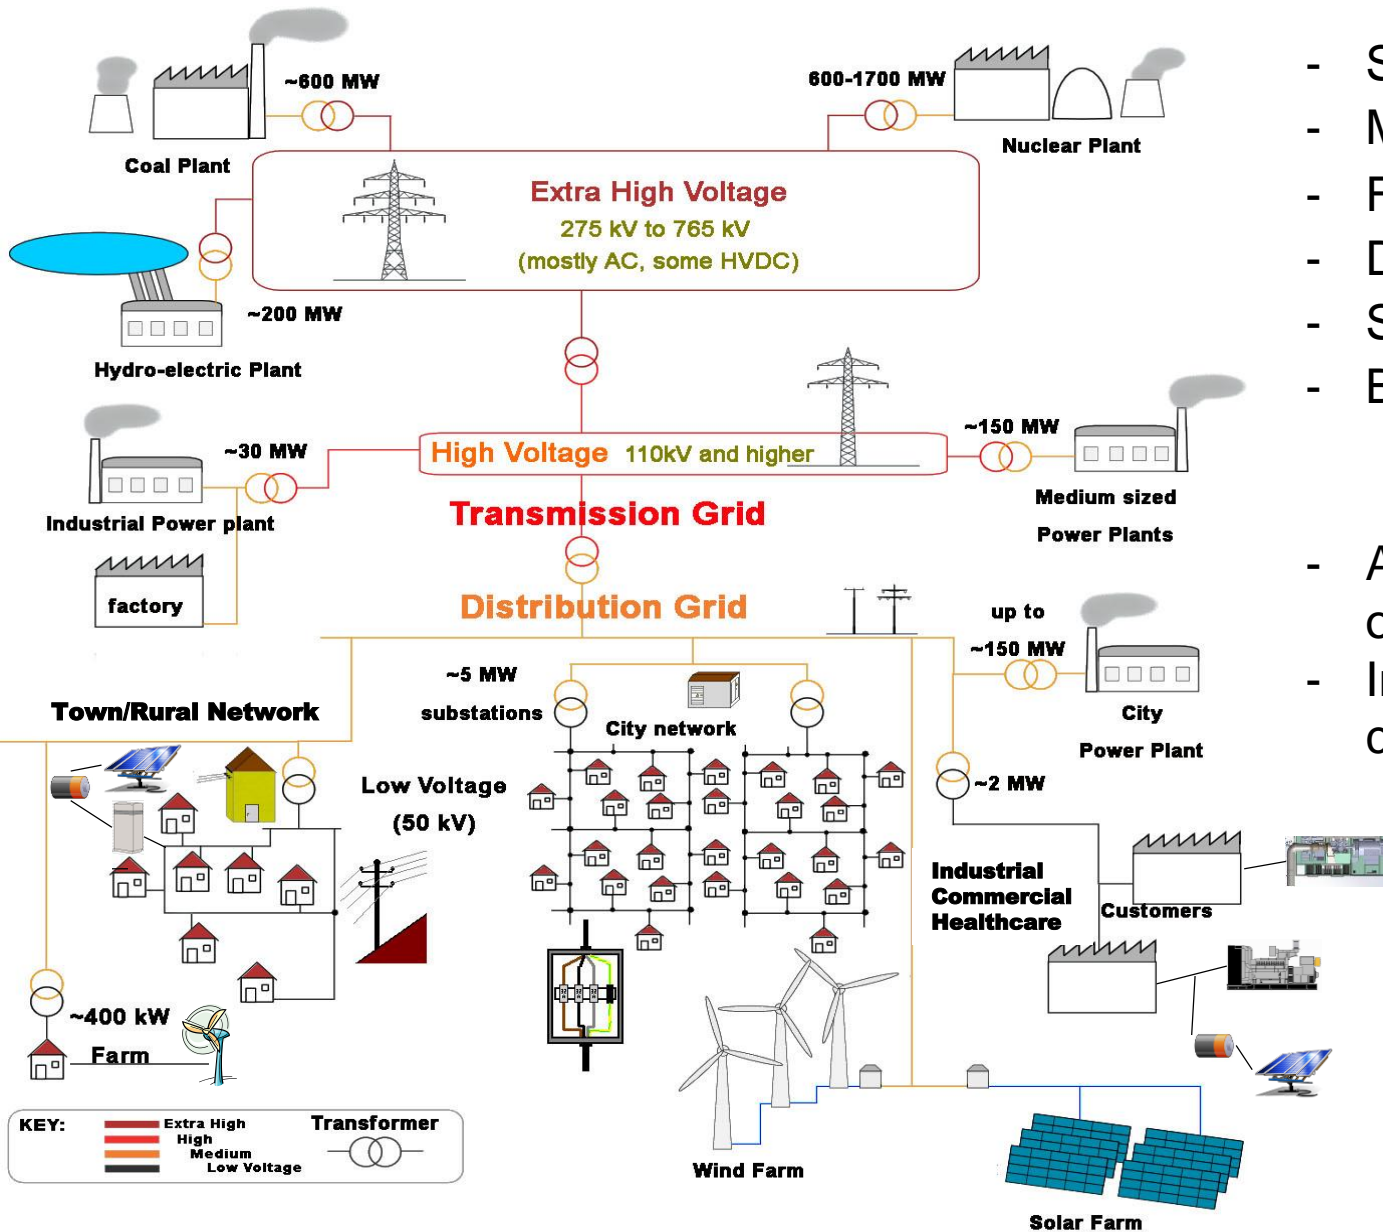 ~600 MW
600-1700 MW
Coal Plant
Nuclear Plant
Extra High Voltage
275 kV to 765 kV
(mostly AC, some HVDC)
~200 MW
Hydro-electric Plant
~30 MW
High Voltage 110kV and higher
~150 MW
Industrial Power plant
Medium sized
Power Plants
Transmission Grid
factory
Distribution Grid
up to
~150 MW
~5 MW
substations
City network
Town/Rural Network
City
Power Plant
Low Voltage
(50 kV)
~2 MW
Industrial
Commercial
Healthcare
Customers
~400 kW
Farm
Wind Farm
Solar Farm
KEY:
Extra High
High
Medium
Low Voltage
Transformer